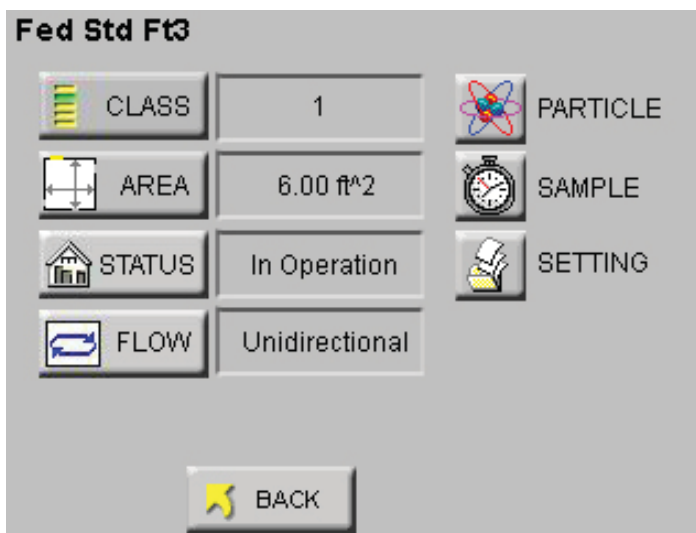 Fed Std Ft3
CLASS 1 PARTICLE
AREA 6.00 ft^2 SAMPLE
STATUS In Operation SETTING
FLOW Unidirectional
BACK